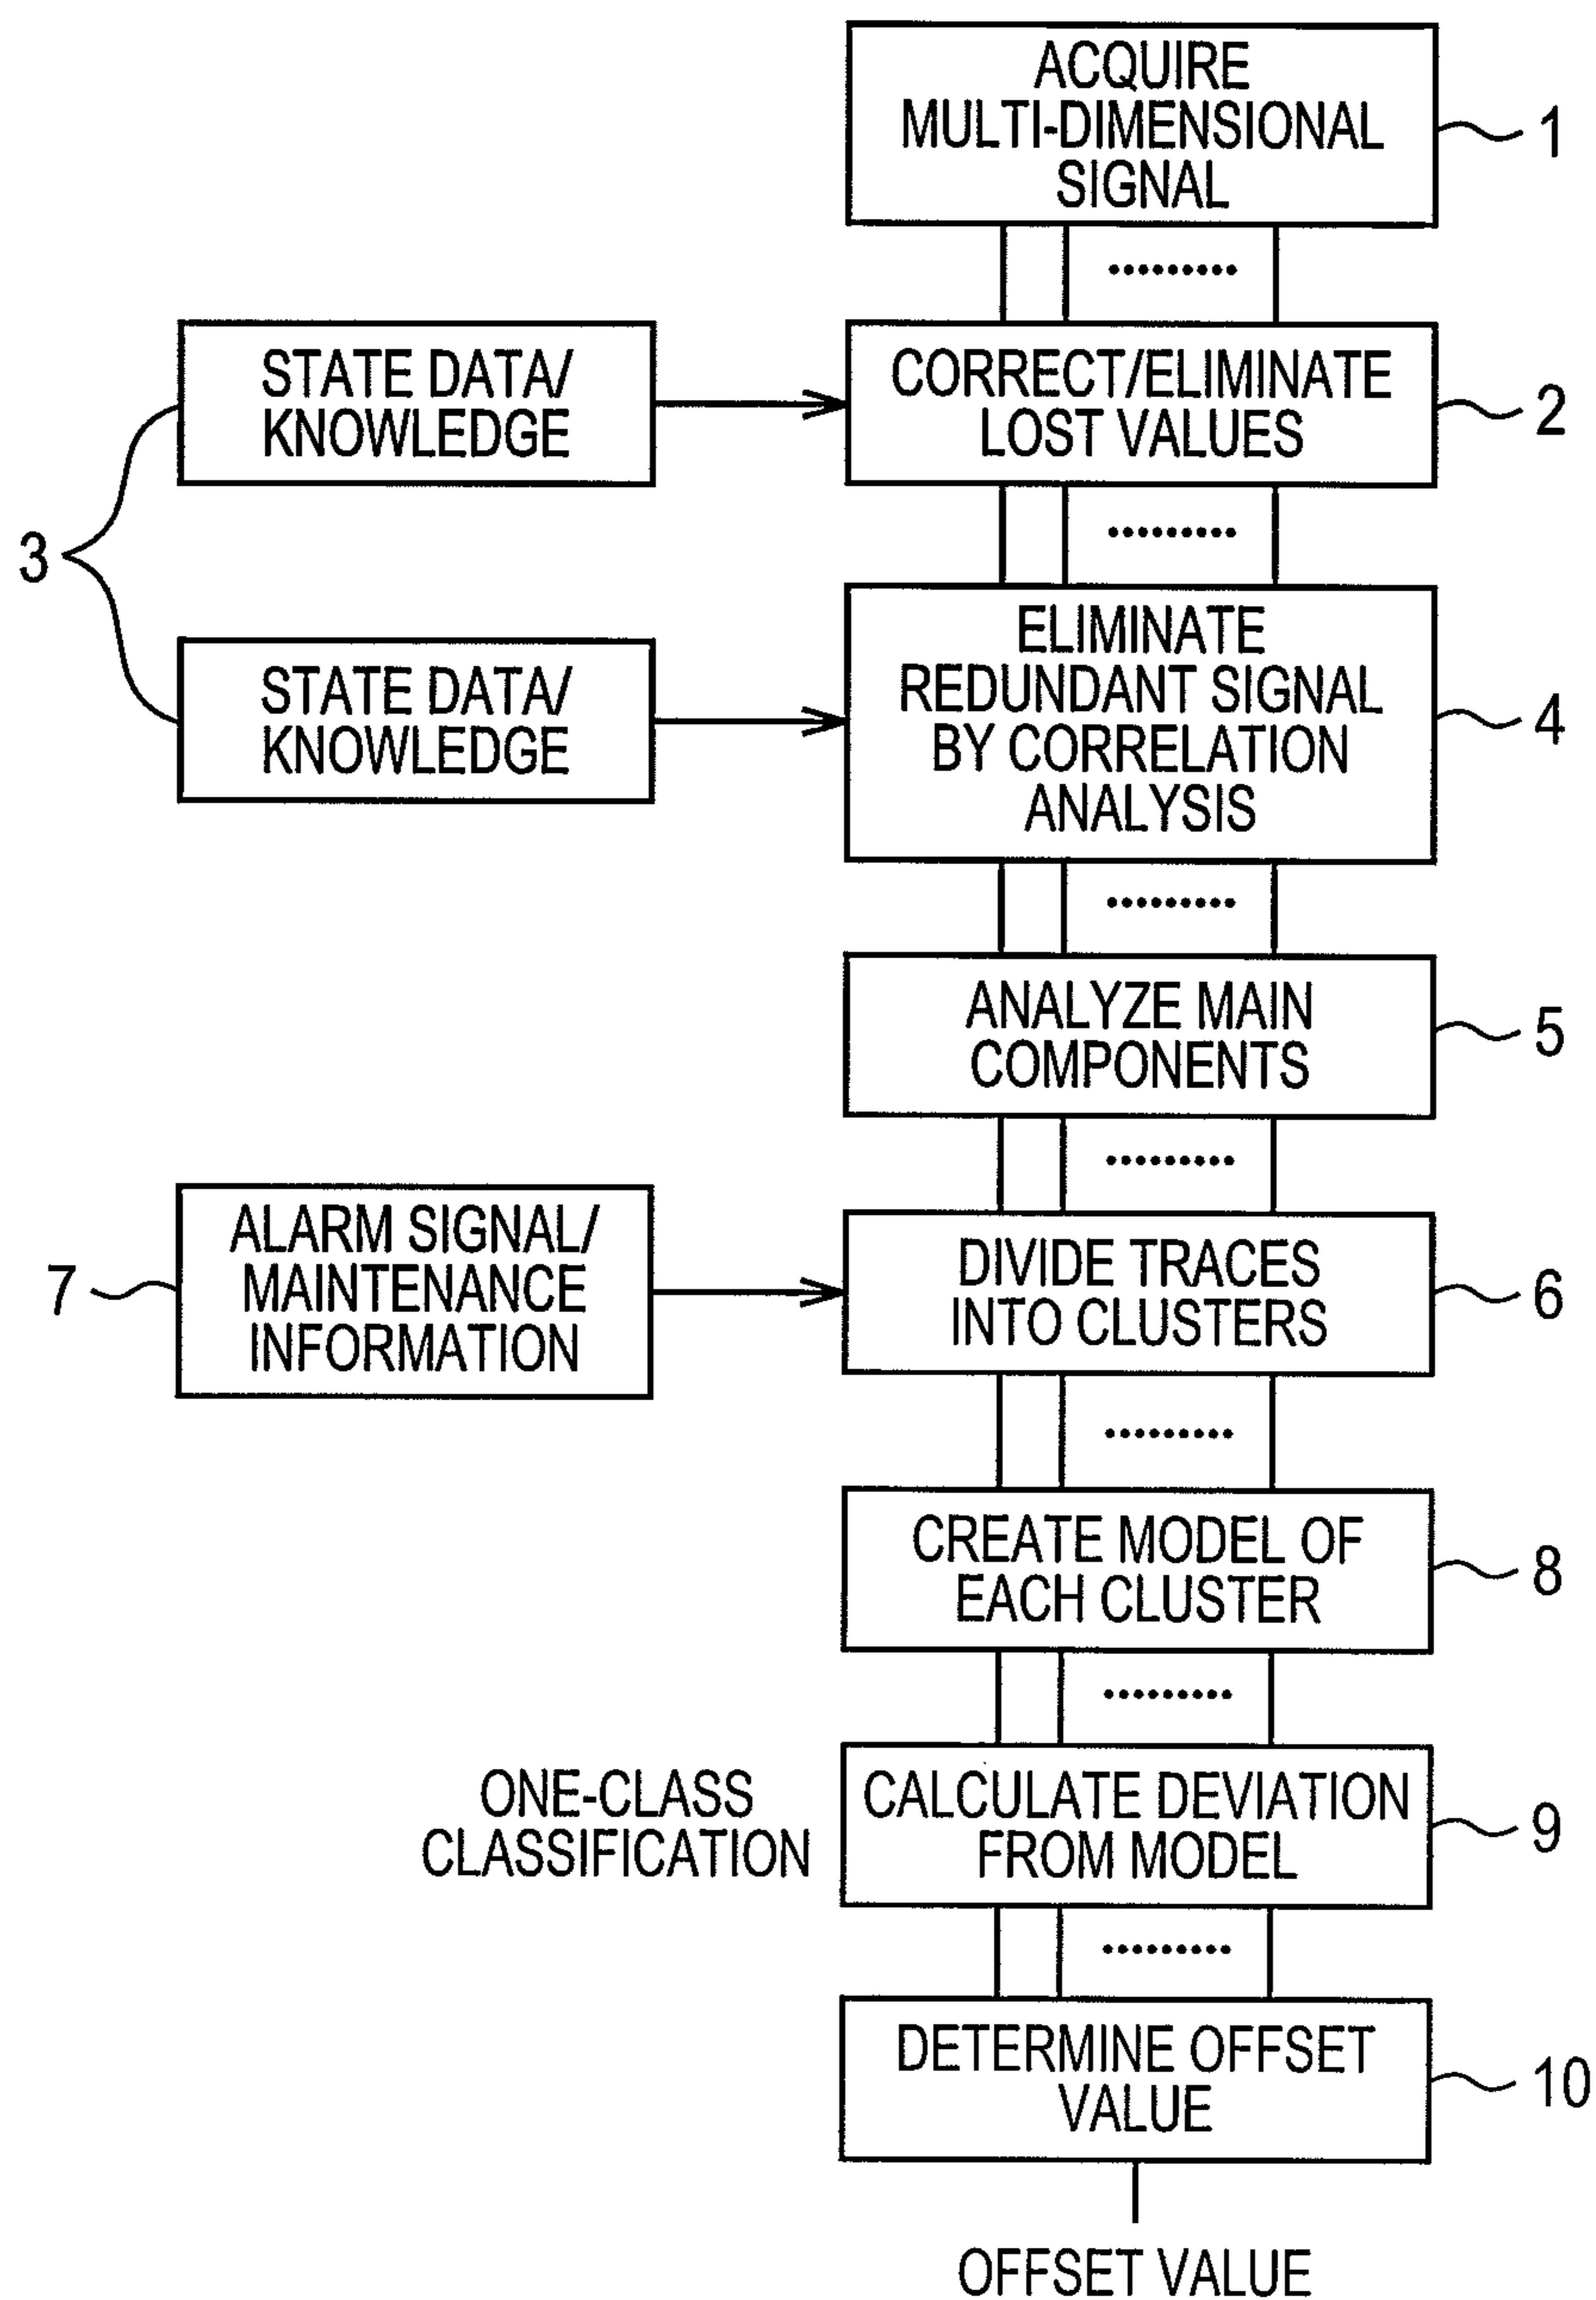 ACQUIRE
MULTI-DIMENSIONAL
SIGNAL
1
STATE DATA/
KNOWLEDGE
CORRECT/ELIMINATE
LOST VALUES
2
3
STATE DATA/
KNOWLEDGE
ELIMINATE
REDUNDANT SIGNAL
BY CORRELATION
ANALYSIS
4
ANALYZE MAIN
COMPONENTS
5
7
ALARM SIGNAL/
MAINTENANCE
INFORMATION
DIVIDE TRACES
INTO CLUSTERS
6
CREATE MODEL OF
EACH CLUSTER
8
ONE-CLASS
CLASSIFICATION
CALCULATE DEVIATION
FROM MODEL
9
DETERMINE OFFSET
VALUE
10
OFFSET VALUE